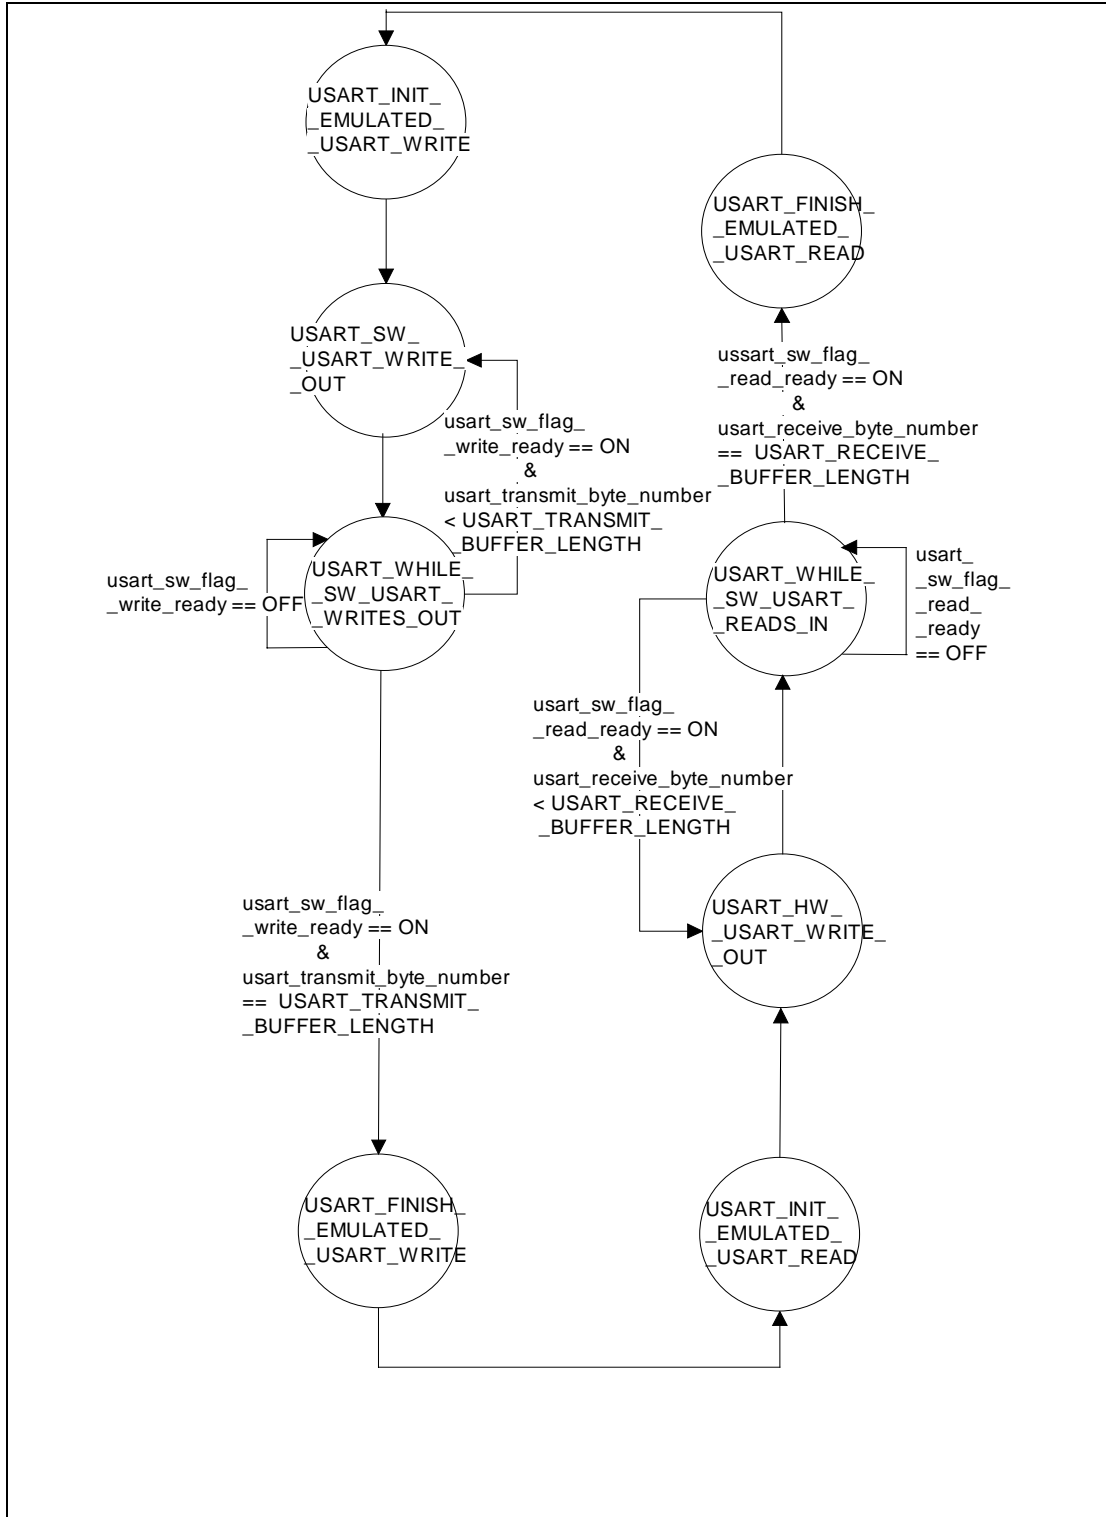 USART_INIT_
_EMULATED_
_USART_WRITE
USART_FINISH_
_EMULATED_
_USART_READ
USART_SW_
_USART_WRITE_
_OUT
usart_sw_flag_
_write_ready == ON
&
usart_transmit_byte_number
< USART_TRANSMIT_
_BUFFER_LENGTH
ussart_sw_flag_
_read_ready == ON
&
usart_receive_byte_number
== USART_RECEIVE_
_BUFFER_LENGTH
usart_sw_flag_
_write_ready == OFF
USART_WHILE_
_SW_USART_
_WRITES_OUT
USART_WHILE_
_SW_USART_
_READS_IN
usart_
_sw_flag_
_read_
_ready
== OFF
usart_sw_flag_
_read_ready == ON
&
usart_receive_byte_number
< USART_RECEIVE_
_BUFFER_LENGTH
usart_sw_flag_
_write_ready == ON
&
usart_transmit_byte_number
== USART_TRANSMIT_
_BUFFER_LENGTH
USART_HW_
_USART_WRITE_
_OUT
USART_FINISH_
_EMULATED_
_USART_WRITE
USART_INIT_
_EMULATED_
_USART_READ